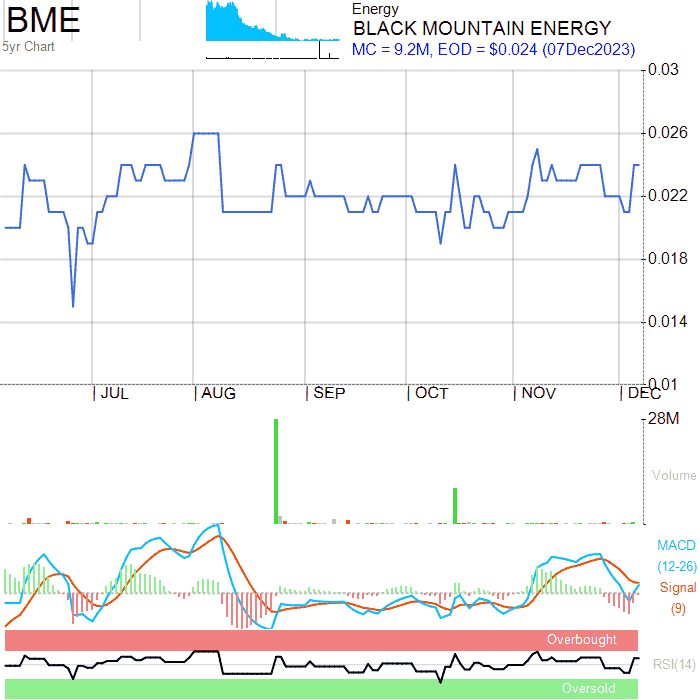 BME
5yr Chart
Energy
BLACK MOUNTAIN ENERGY
MC = 9.2M, EOD = $0.024 (07Dec2023)
0.03
0.026
0.022
0.018
0.014
0.01
JUL AUG SEP OCT NOV DEC
28M
Volume
MACD
(12-26)
Signal
(9)
Overbought
RSI(14)
Oversold